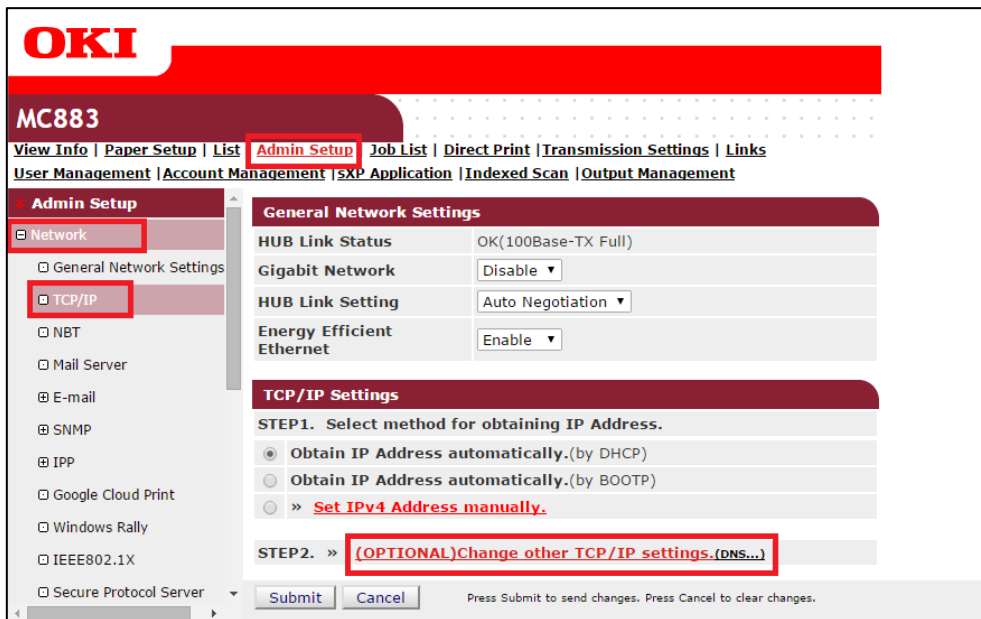 OKI
MC883
View Info | Paper Setup | List | Admin Setup | Job List | Direct Print |Transmission Settings | Links
User Management |Account Management |sXP Application |Indexed Scan |Output Management
Admin Setup
Network
General Network Settings
TCP/IP
NBT
Mail Server
E-mail
SNMP
IPP
Google Cloud Print
Windows Rally
IEEE802.1X
Secure Protocol Server
General Network Settings
HUB Link Status OK(100Base-TX Full)
Gigabit Network Disable
HUB Link Setting Auto Negotiation
Energy Efficient
Ethernet Enable
TCP/IP Settings
STEP1. Select method for obtaining IP Address.
Obtain IP Address automatically.(by DHCP)
Obtain IP Address automatically.(by BOOTP)
» Set IPv4 Address manually.
STEP2. » (OPTIONAL)Change other TCP/IP settings.(DNS...)
Submit Cancel Press Submit to send changes. Press Cancel to clear changes.